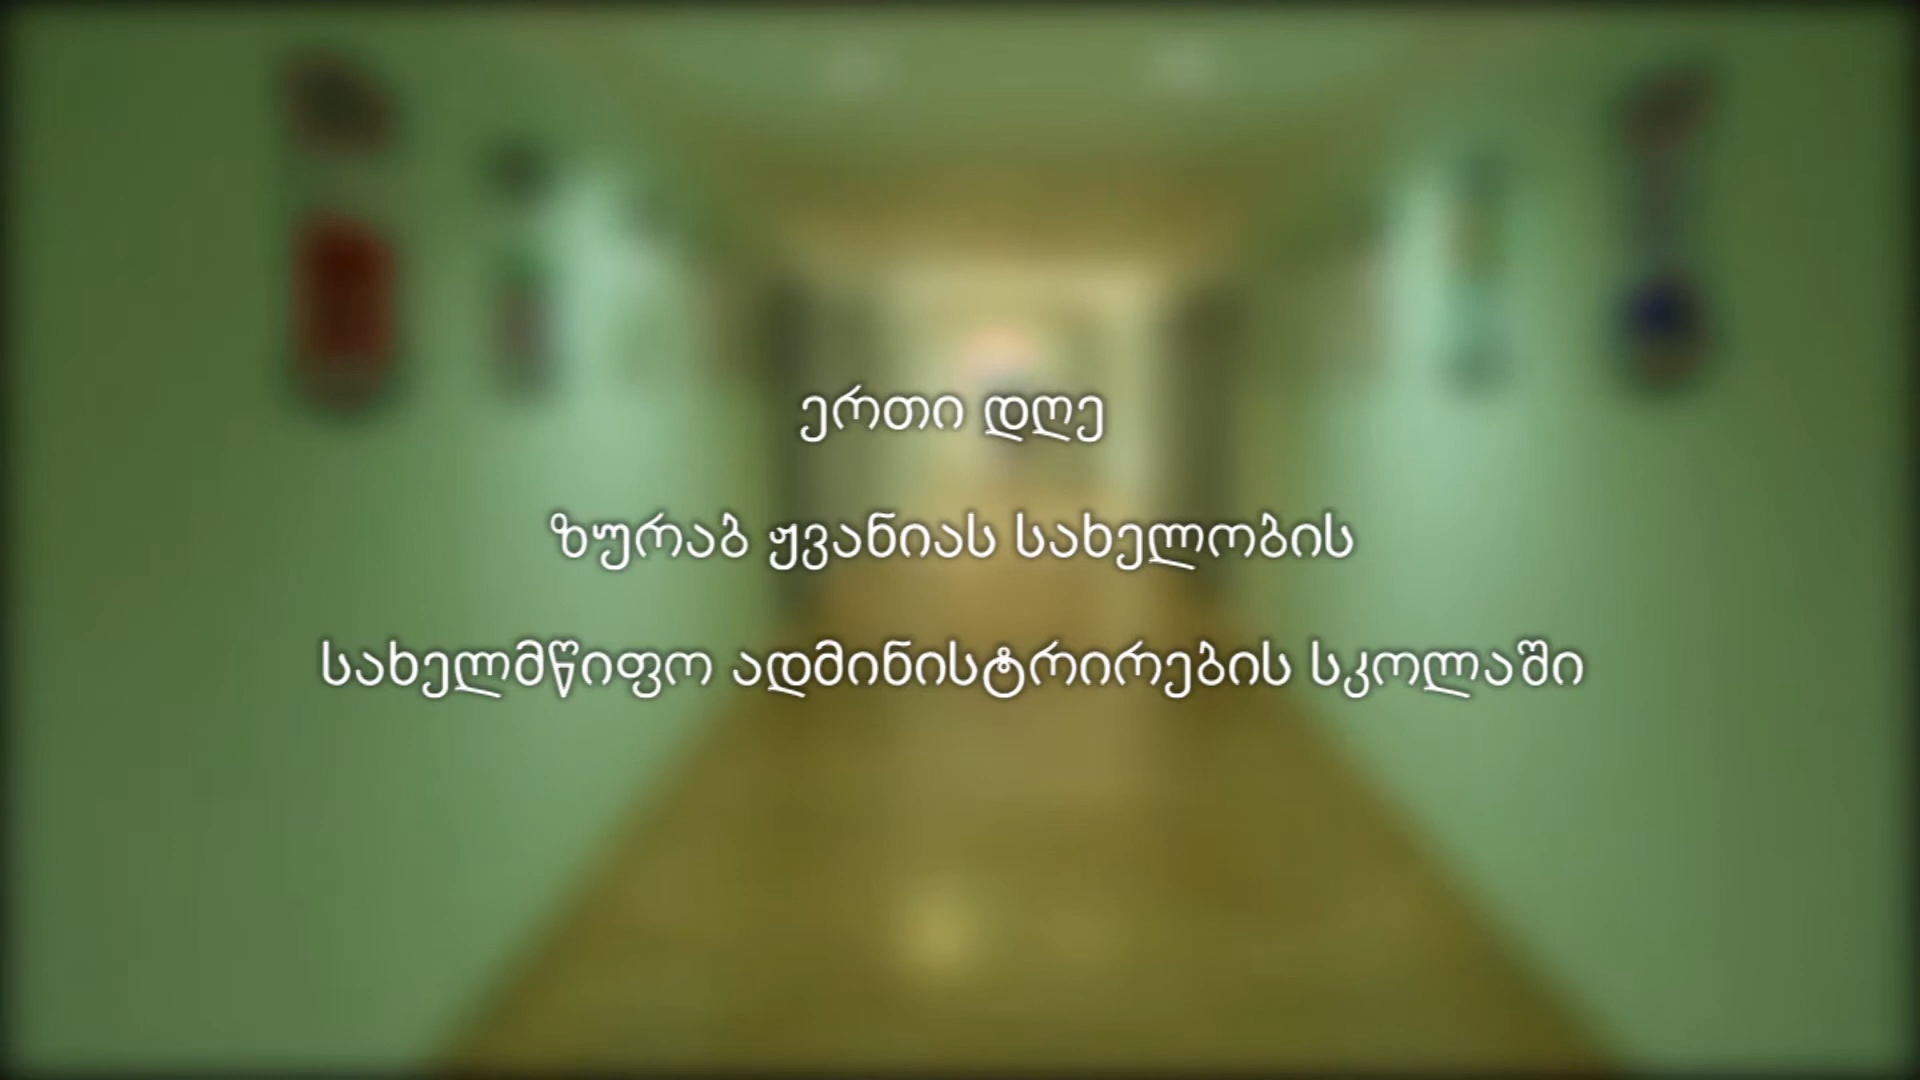 ერთი დღე
ზურაბ ჟვანიას სახელობის
სახელმწიფო ადმინისტრირების სკოლაში